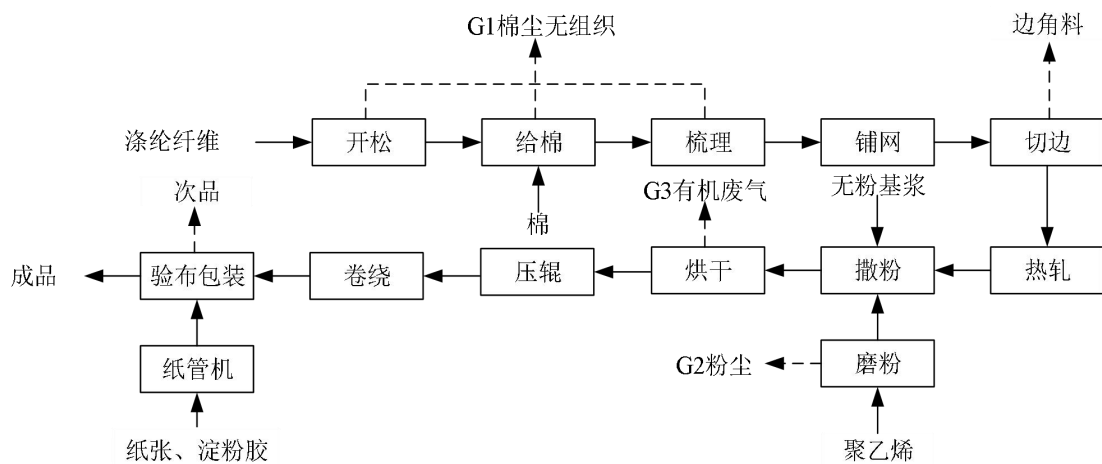 G1棉尘无组织
边角料
涤纶纤维
开松
给棉
梳理
铺网
切边
次品
棉
G3有机废气
无粉基浆
成品
验布包装
卷绕
压辊
烘干
撒粉
热轧
纸管机
G2粉尘
磨粉
纸张、淀粉胶
聚乙烯